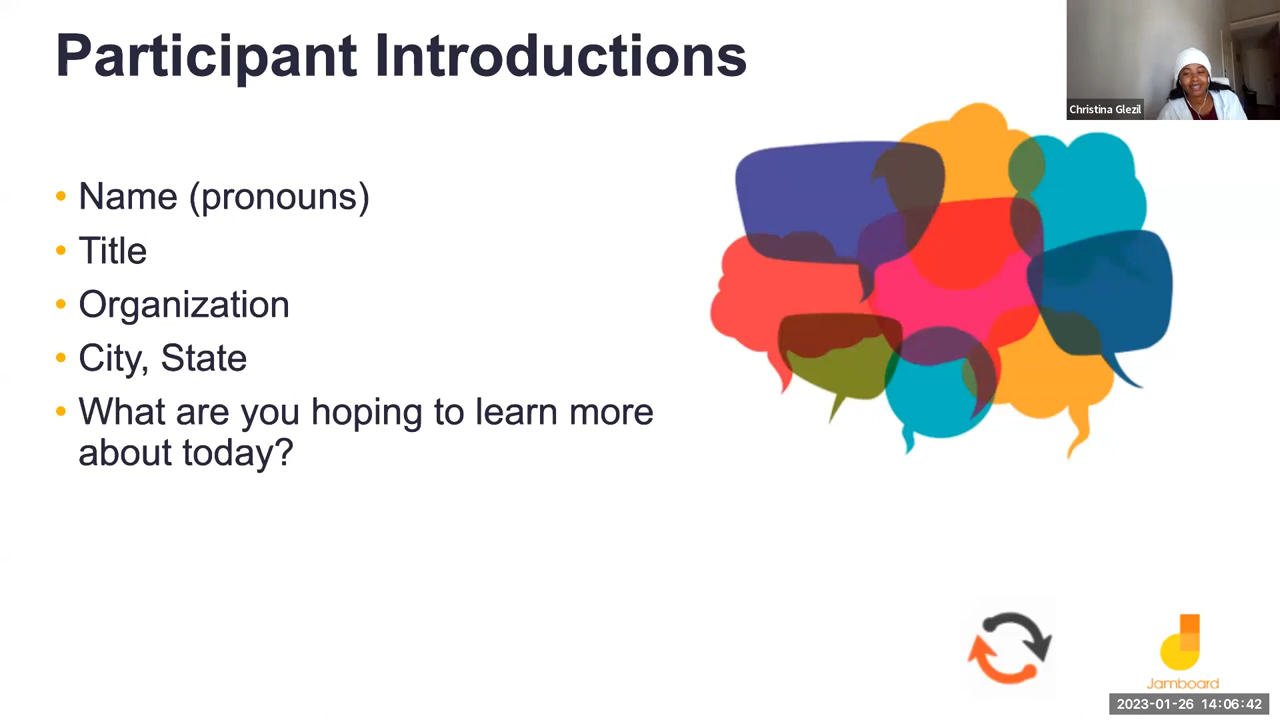 Participant Introductions
Christina Glezil
• Name (pronouns)
• Title
• Organization
• City, State
• What are you hoping to learn more
about today?
Jamboard
2023-01-26 14:06:42